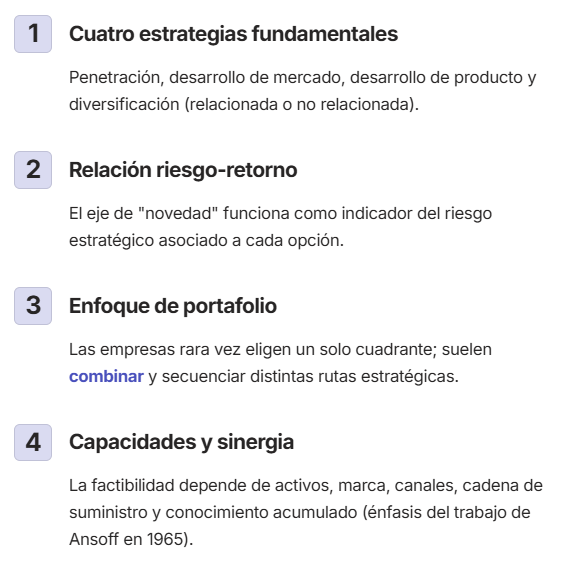 1
Cuatro estrategias fundamentales
Penetración, desarrollo de mercado, desarrollo de producto y
diversificación (relacionada o no relacionada).
2
Relación riesgo-retorno
El eje de "novedad" funciona como indicador del riesgo
estratégico asociado a cada opción.
3
Enfoque de portafolio
Las empresas rara vez eligen un solo cuadrante; suelen
combinar y secuenciar distintas rutas estratégicas.
4
Capacidades y sinergia
La factibilidad depende de activos, marca, canales, cadena de
suministro y conocimiento acumulado (énfasis del trabajo de
Ansoff en 1965).